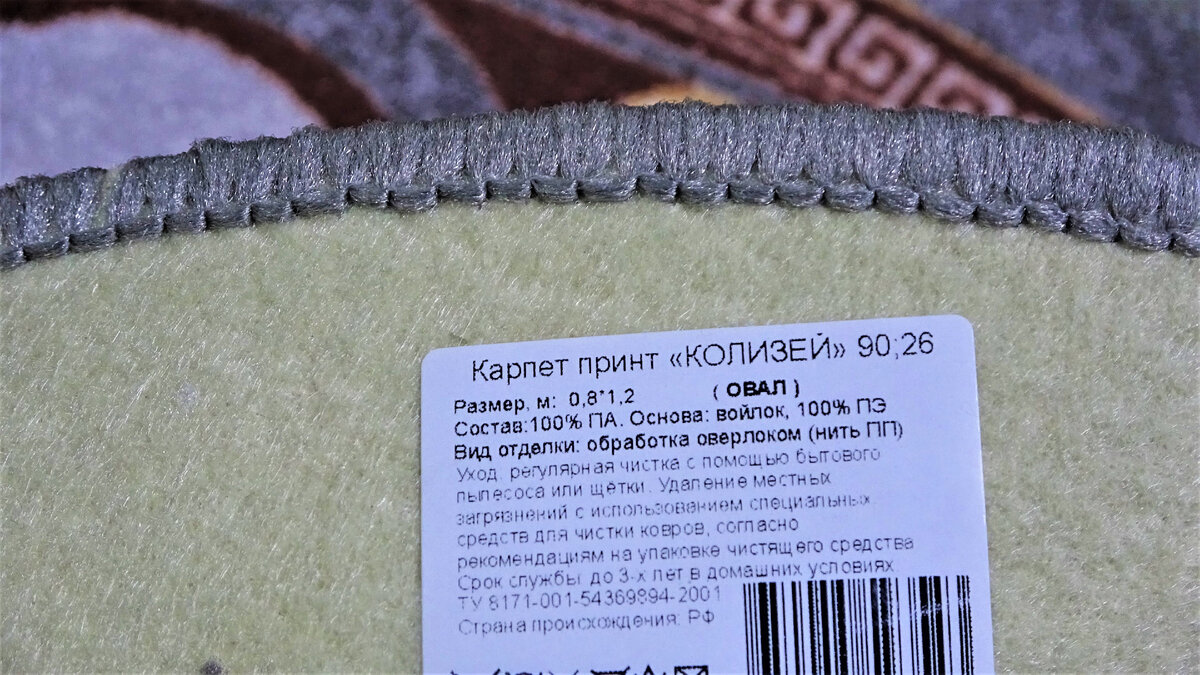 Карпет принт «КОЛИЗЕЙ» 90;26
Размер, м: 0,8*1,2 ( ОВАЛ )
Состав:100% ПА. Основа: войлок, 100% ПЭ
Вид отделки: обработка оверлоком (нить ПП)
Уход: регулярная чистка с помощью бытового
пылесоса или щётки. Удаление местных
загрязнений с использованием специальных
средств для чистки ковров, согласно
рекомендациям на упаковке чистящего средства
Срок службы: до 3-х лет в домашних условиях
ТУ 8171-001-54369894-2001
Страна происхождения: РФ